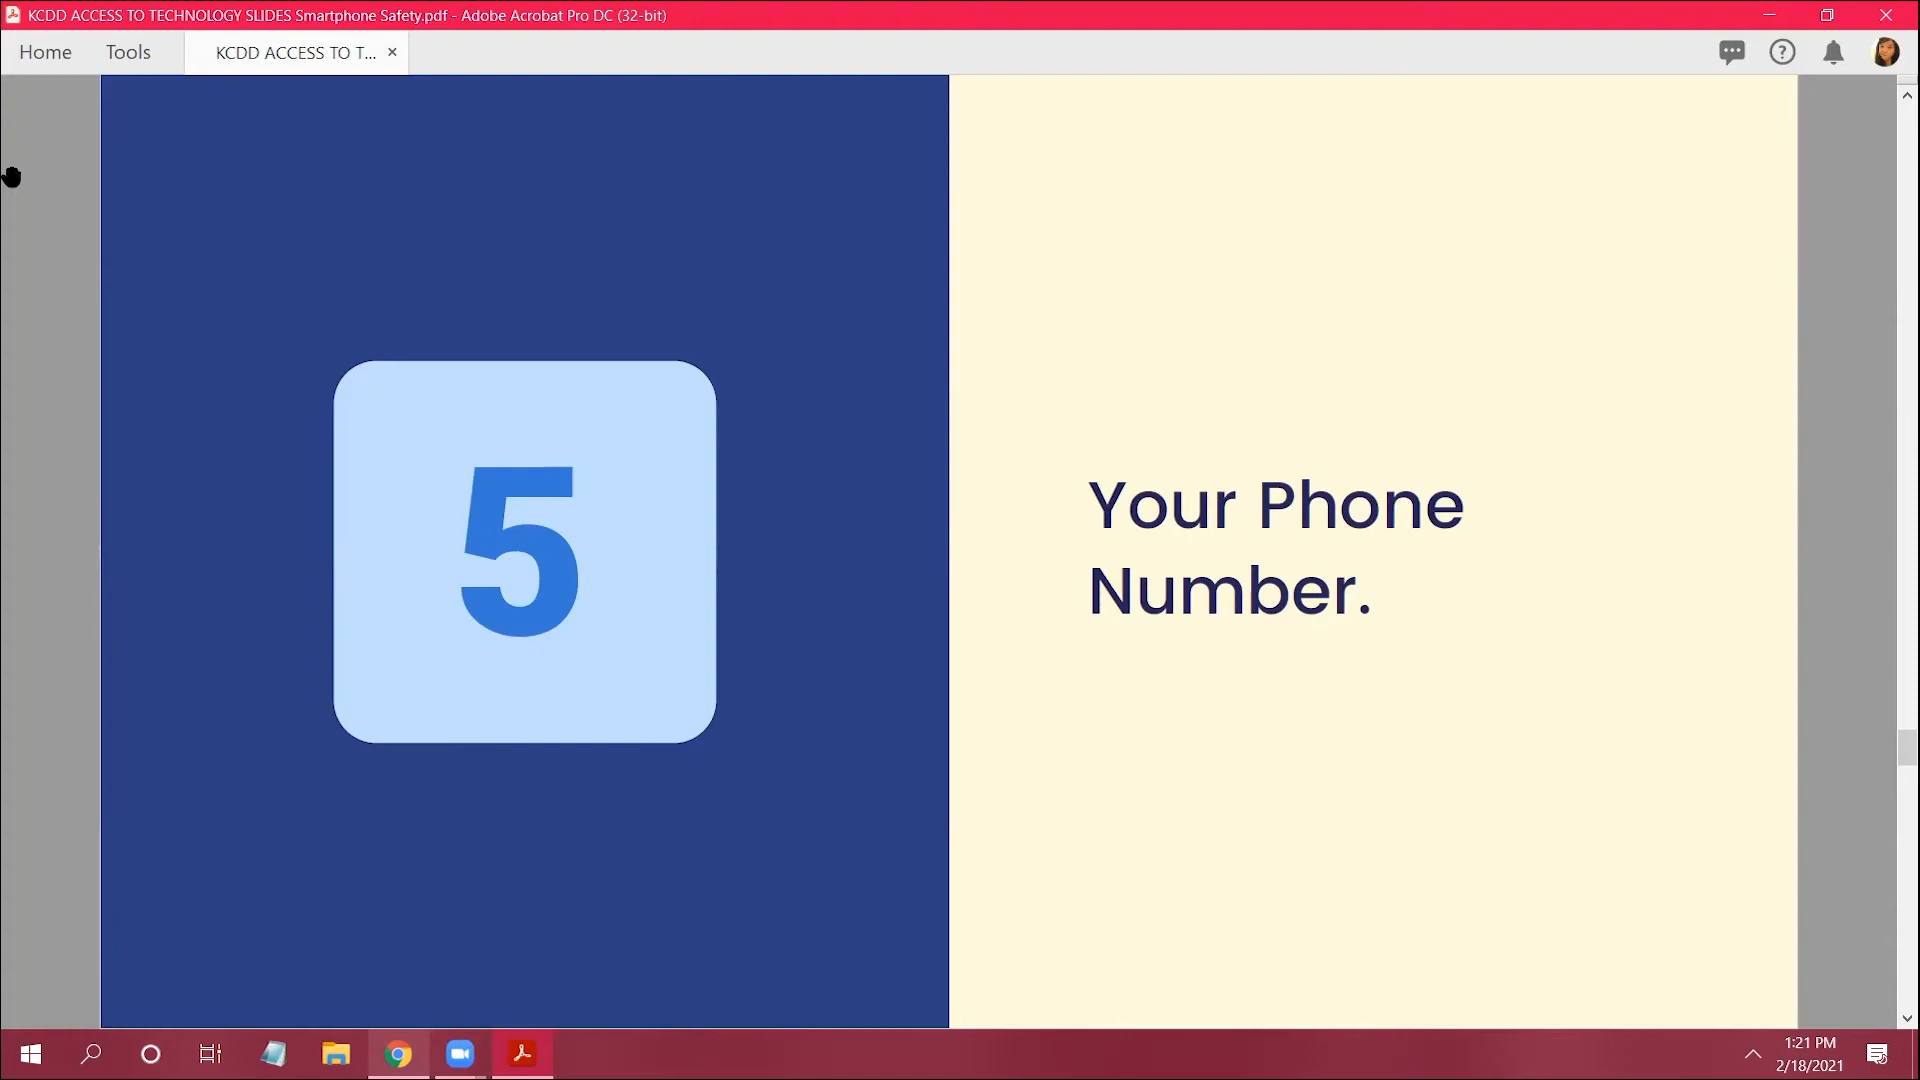 KCDD ACCESS TO TECHNOLOGY SLIDES Smartphone Safety.pdf - Adobe Acrobat Pro DC (32-bit)
Home Tools KCDD ACCESS TO T...
5
Your Phone
Number.
1:21 PM
2/18/2021